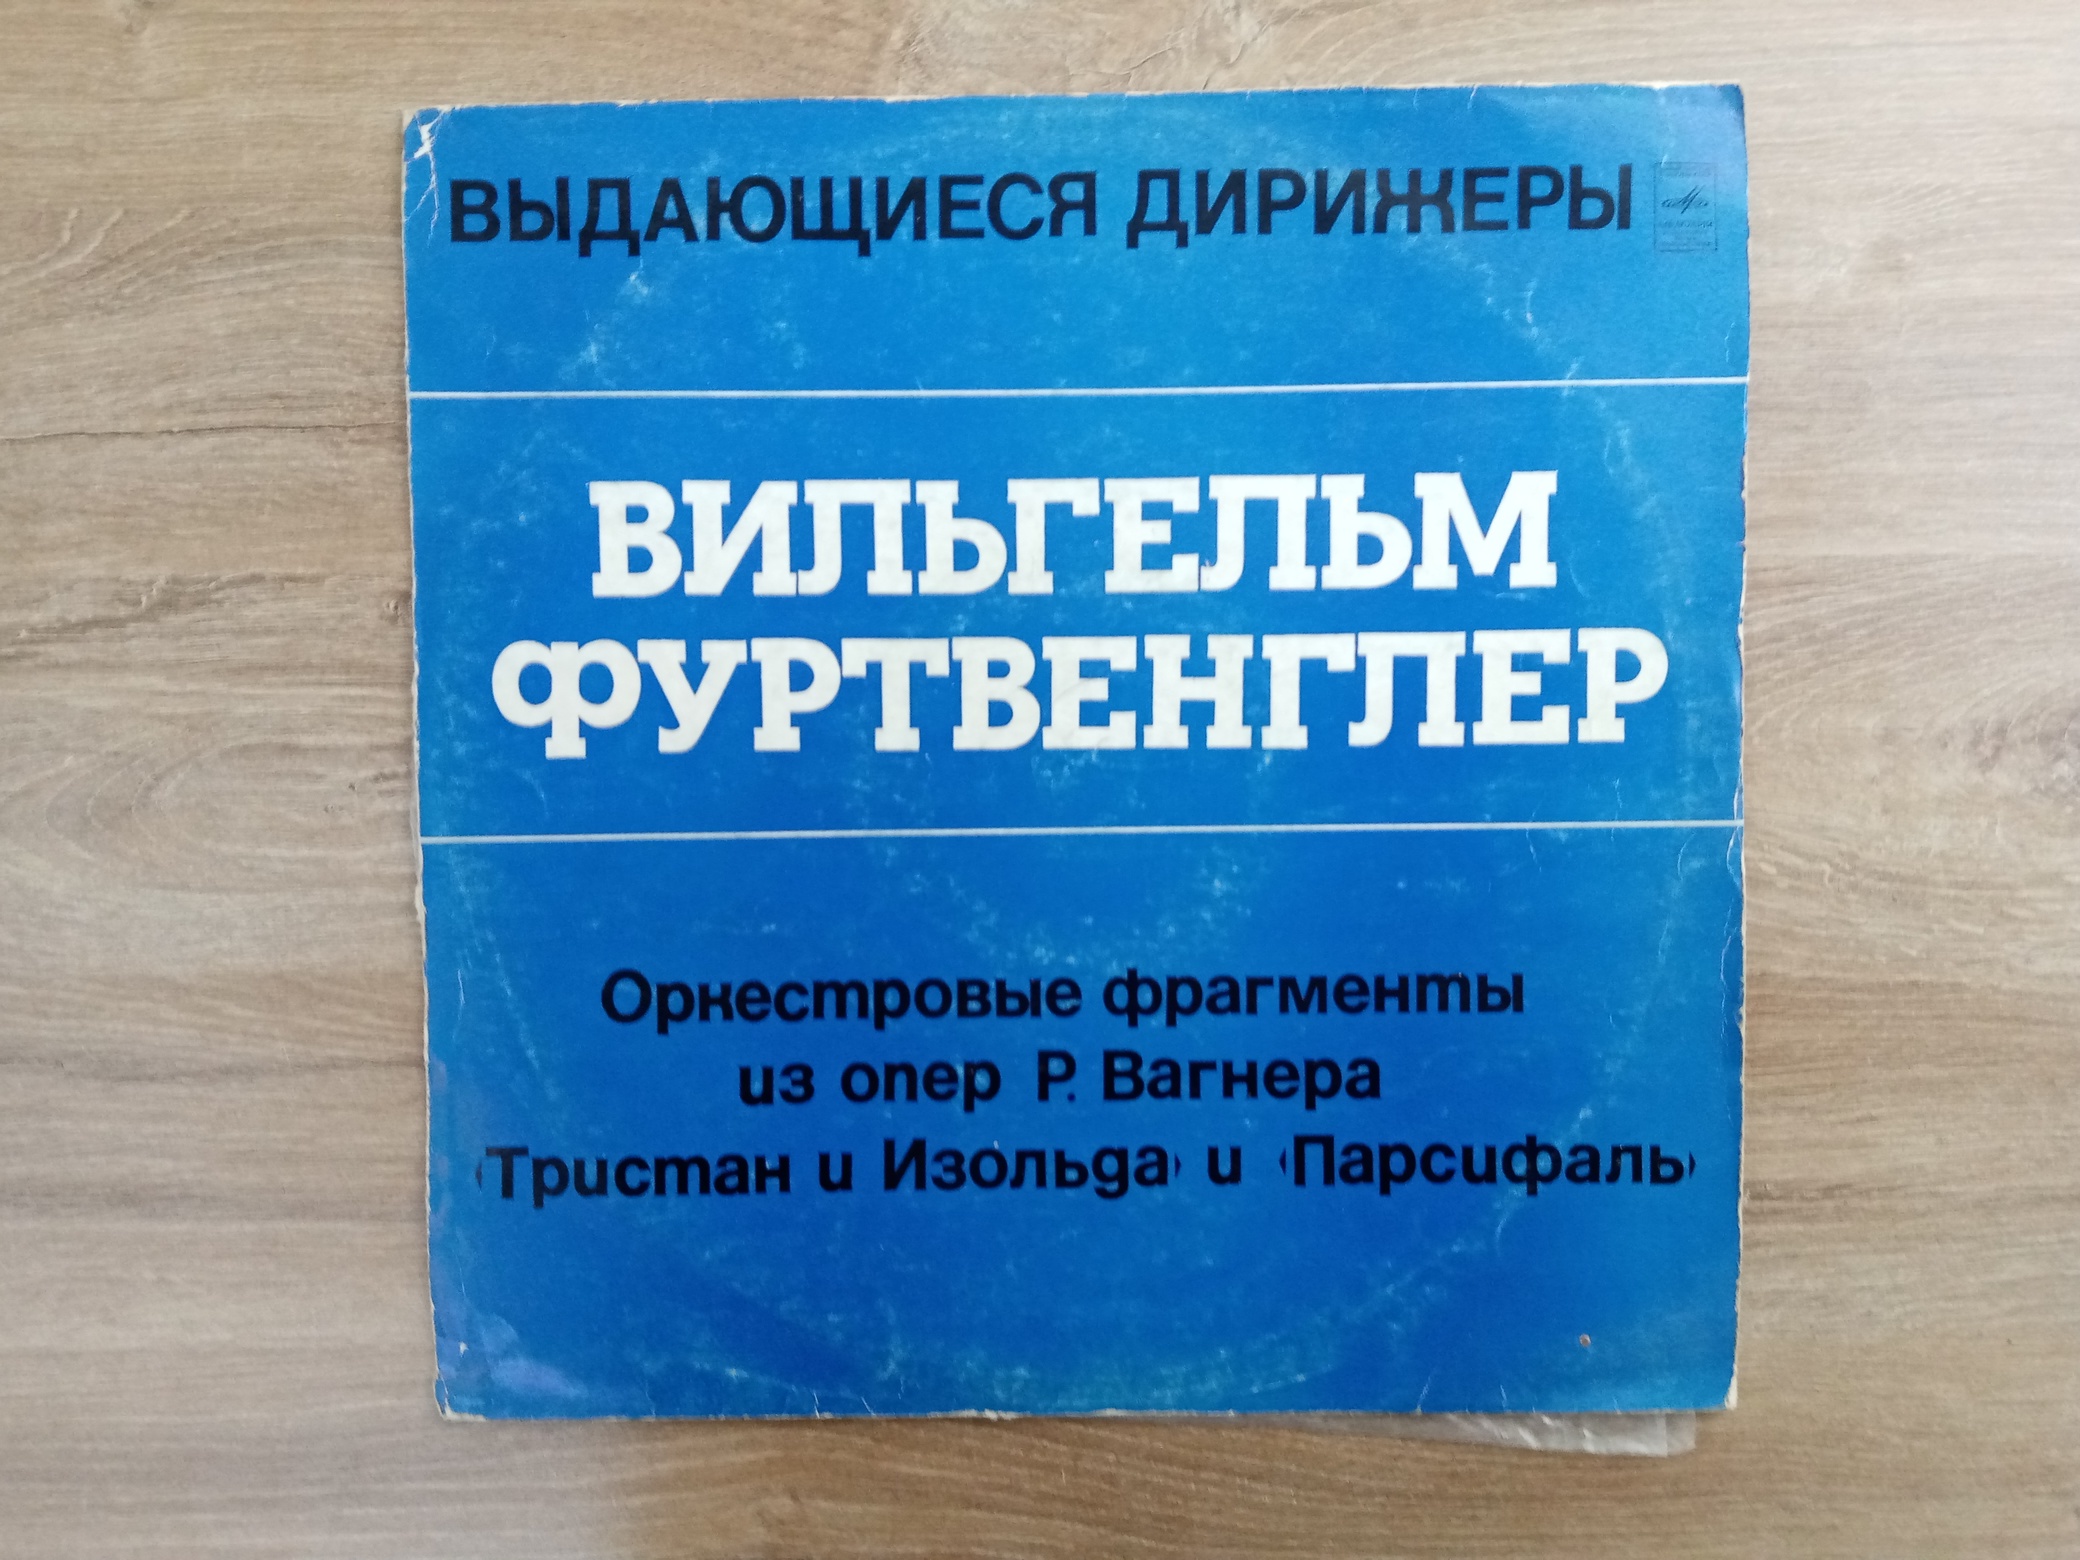 ВЫДАЮЩИЕСЯ ДИРИЖЕРЫ
ВИЛЬГЕЛЬМ
ФУРТВЕНГЛЕР
Оркестровые фрагменты
из опер Р. Вагнера
‹Тристан и Изольда› и ‹Парсифаль›